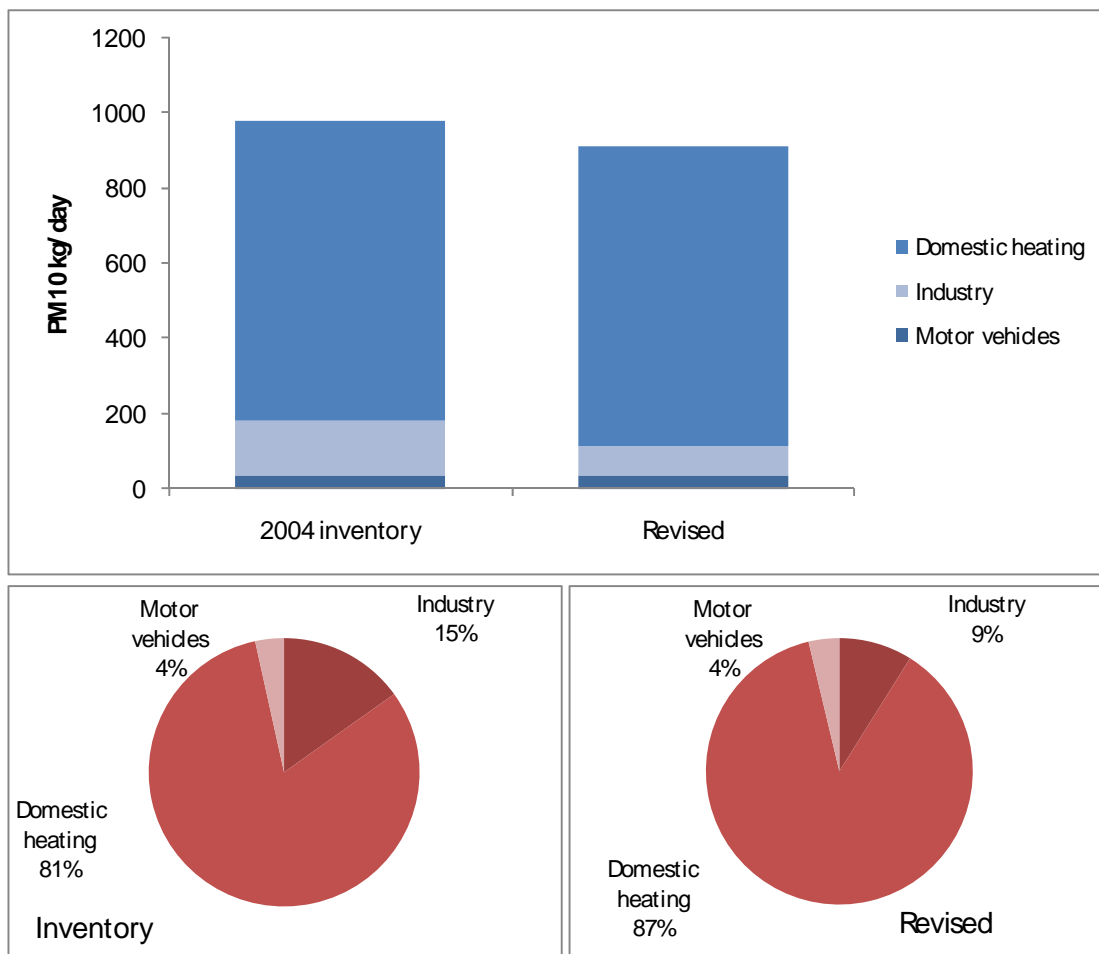 1200
1000
800
600
400
200
0
PM10 kg/day
2004 inventory
Revised
Domestic heating
Industry
Motor vehicles
Motor
vehicles
4%
Industry
15%
Domestic
heating
81%
Inventory
Motor
vehicles
4%
Industry
9%
Domestic
heating
87%
Revised